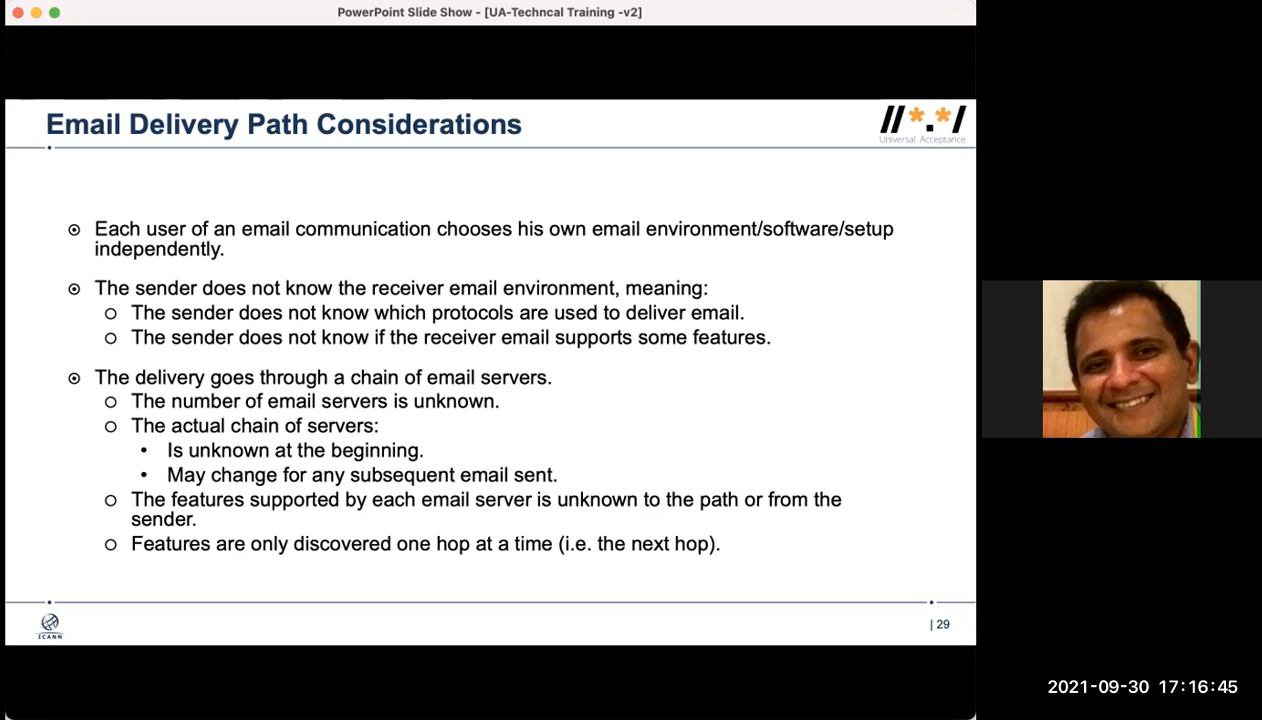 PowerPoint Slide Show - [UA-Techncal Training -v2]
Email Delivery Path Considerations
//*.*/
Universal Acceptance
Each user of an email communication chooses his own email environment/software/setup
independently.
The sender does not know the receiver email environment, meaning:
The sender does not know which protocols are used to deliver email.
The sender does not know if the receiver email supports some features.
The delivery goes through a chain of email servers.
The number of email servers is unknown.
The actual chain of servers:
Is unknown at the beginning.
May change for any subsequent email sent.
The features supported by each email server is unknown to the path or from the
sender.
Features are only discovered one hop at a time (i.e. the next hop).
ICANN
| 29
2021-09-30 17:16:45